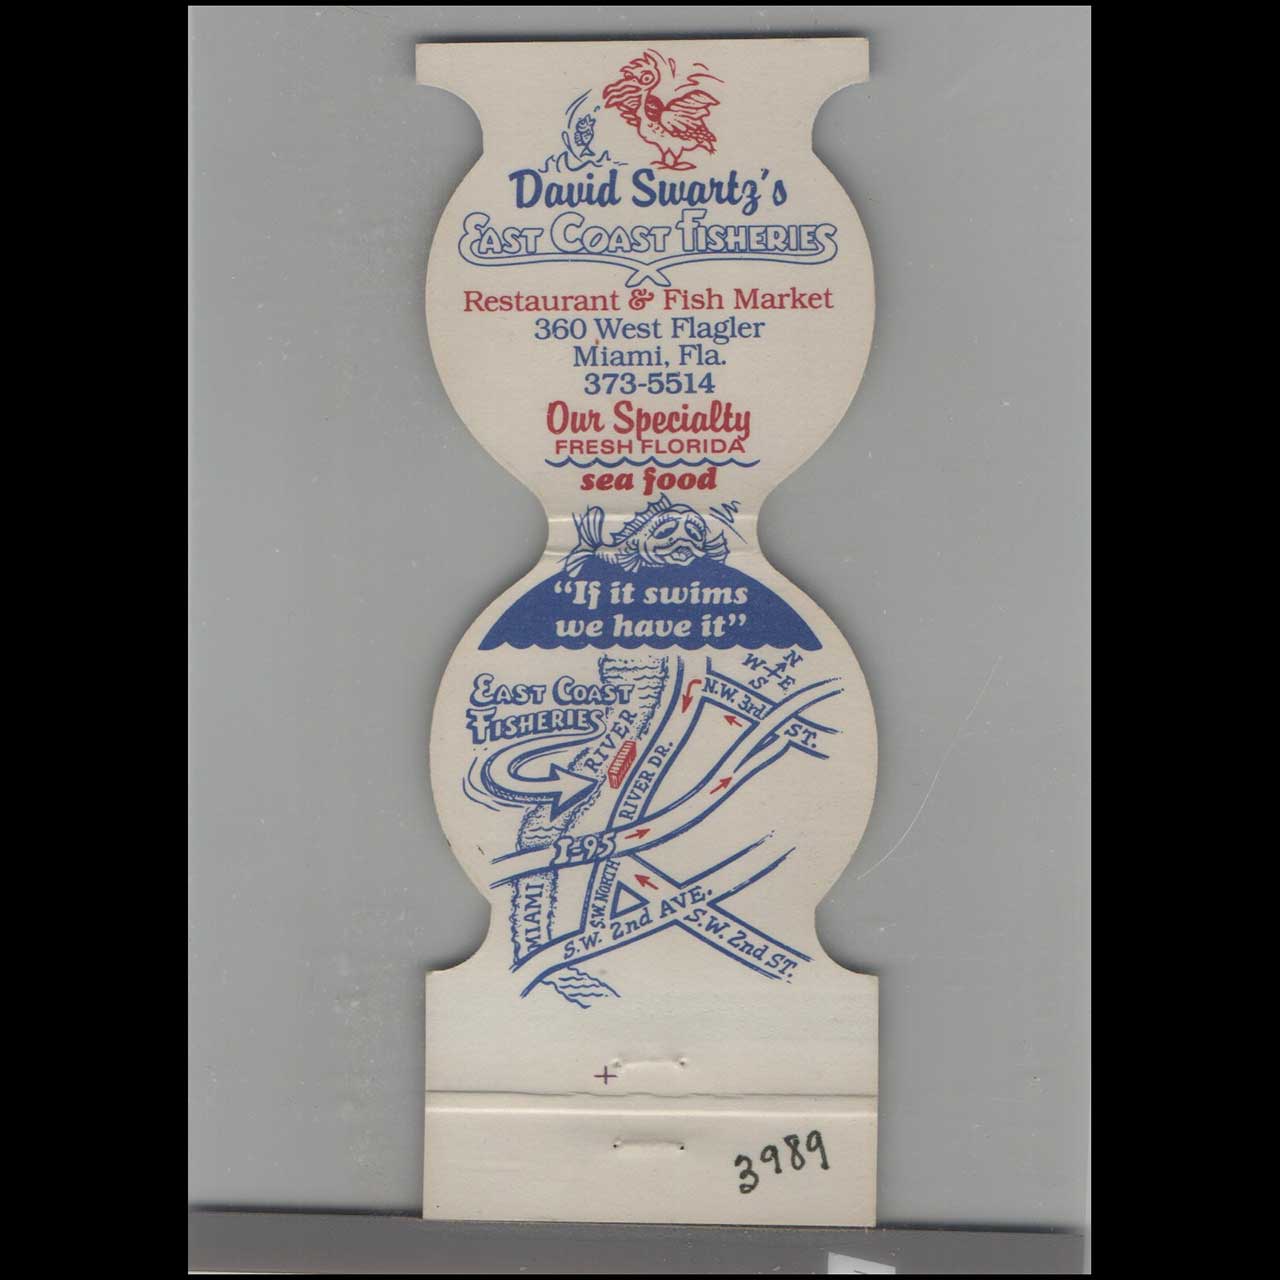 David Swartz's
EAST COAST FISHERIES
Restaurant & Fish Market
360 West Flagler
Miami, Fla.
373-5514
Our Specialty
FRESH FLORIDA
sea food
"If it swims
we have it"
N
W E
S
EAST COAST
FISHERIES
RIVER
N.W. 3rd
ST.
RIVER DR.
I-95
MIAMI
S.W. NORTH
S.W. 2nd AVE.
S.W. 2nd ST.
+
3989